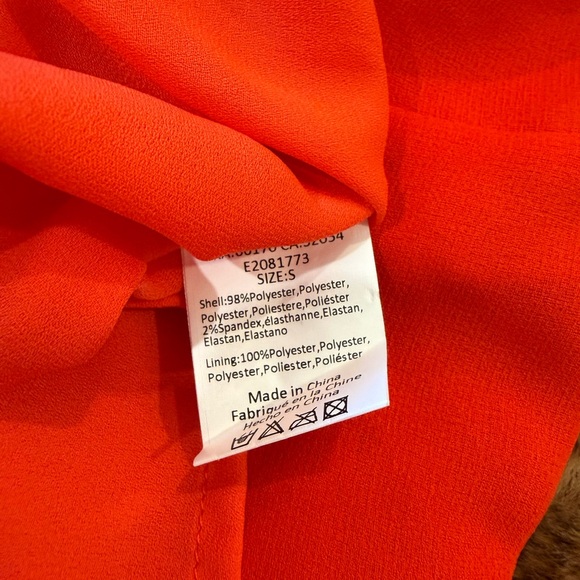 E2081773
SIZE:S
Shell:98%Polyester,Polyester,
Polyester,Poliestere,Poliéster
2%Spandex,élasthanne,Elastan,
Elastan,Elastano
Lining:100%Polyester,Polyester,
Polyester,Poliester,Poliéster
Made in China
Fabriqué en la Chine
Hecho en China